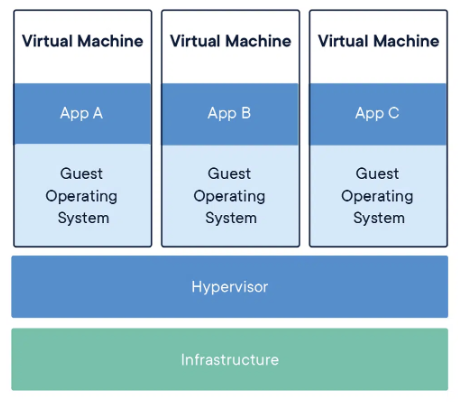 Virtual Machine
App A
Guest
Operating
System
Virtual Machine
App B
Guest
Operating
System
Virtual Machine
App C
Guest
Operating
System
Hypervisor
Infrastructure